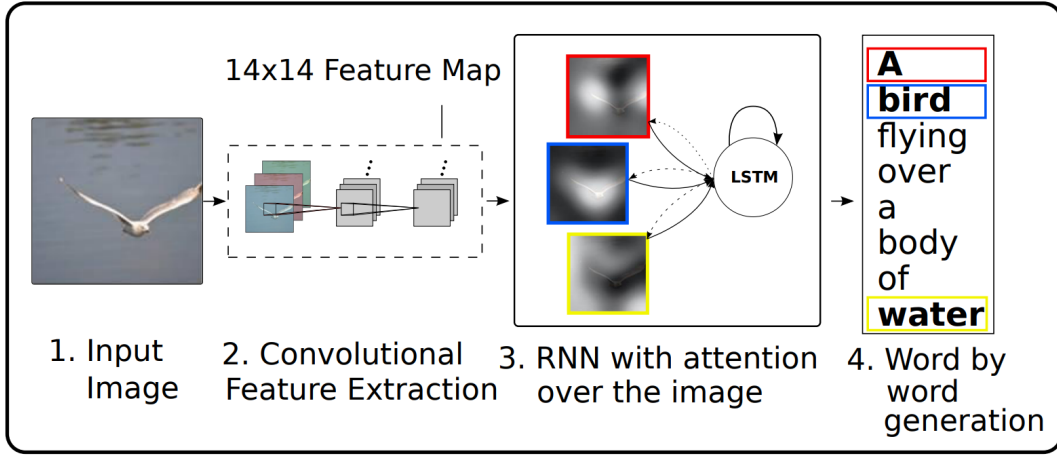 14x14 Feature Map
LSTM
A
bird
flying
over
a
body
of
water
1. Input
Image
2. Convolutional
Feature Extraction
3. RNN with attention
over the image
4. Word by
word
generation